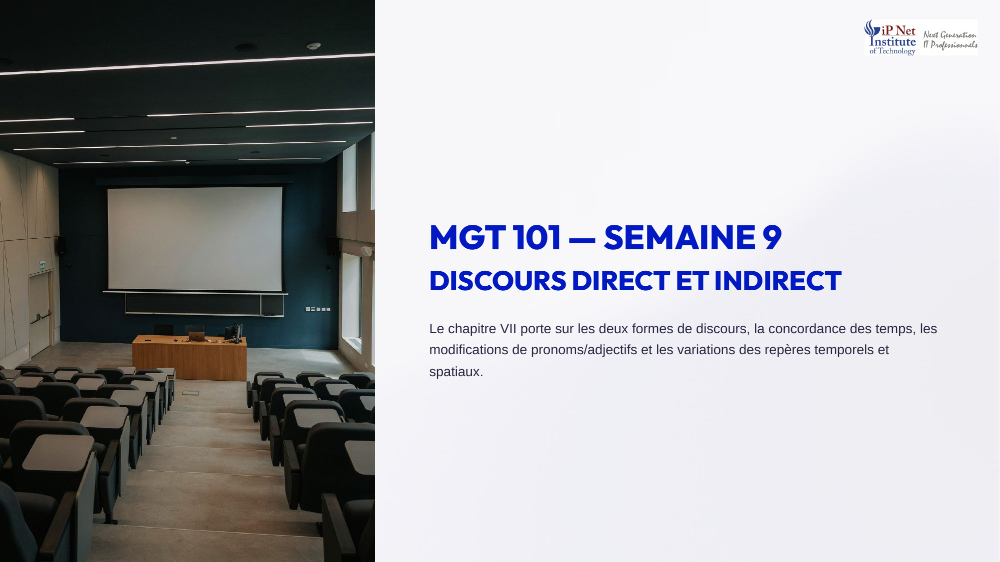 iP Net
Institute
of Technology
Next Generation
IT Professionnels
MGT 101 — SEMAINE 9
DISCOURS DIRECT ET INDIRECT
Le chapitre VII porte sur les deux formes de discours, la concordance des temps, les
modifications de pronoms/adjectifs et les variations des repères temporels et
spatiaux.